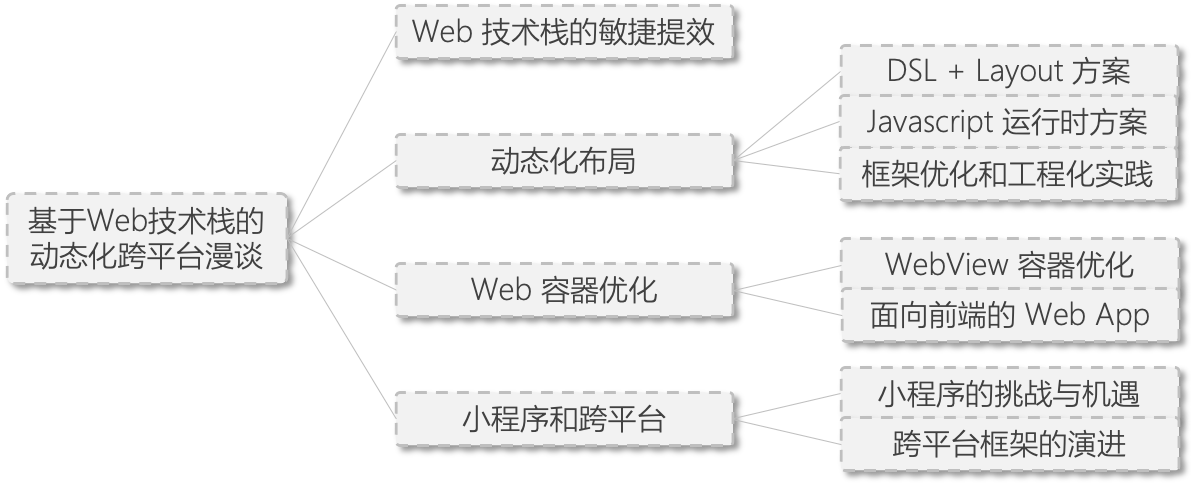 基于Web技术栈的
动态化跨平台漫谈
Web 技术栈的敏捷提效
动态化布局
DSL + Layout 方案
Javascript 运行时方案
框架优化和工程化实践
Web 容器优化
WebView 容器优化
面向前端的 Web App
小程序和跨平台
小程序的挑战与机遇
跨平台框架的演进